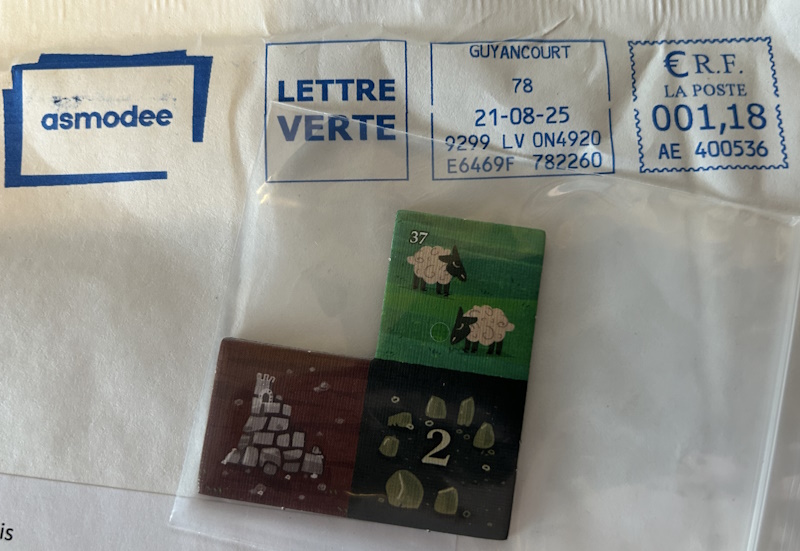 asmodee
LETTRE
VERTE
GUYANCOURT
78
21-08-25
9299 LV 0N4920
E6469F 782260
€ R.F.
LA POSTE
001,18
AE 400536
37
2
is